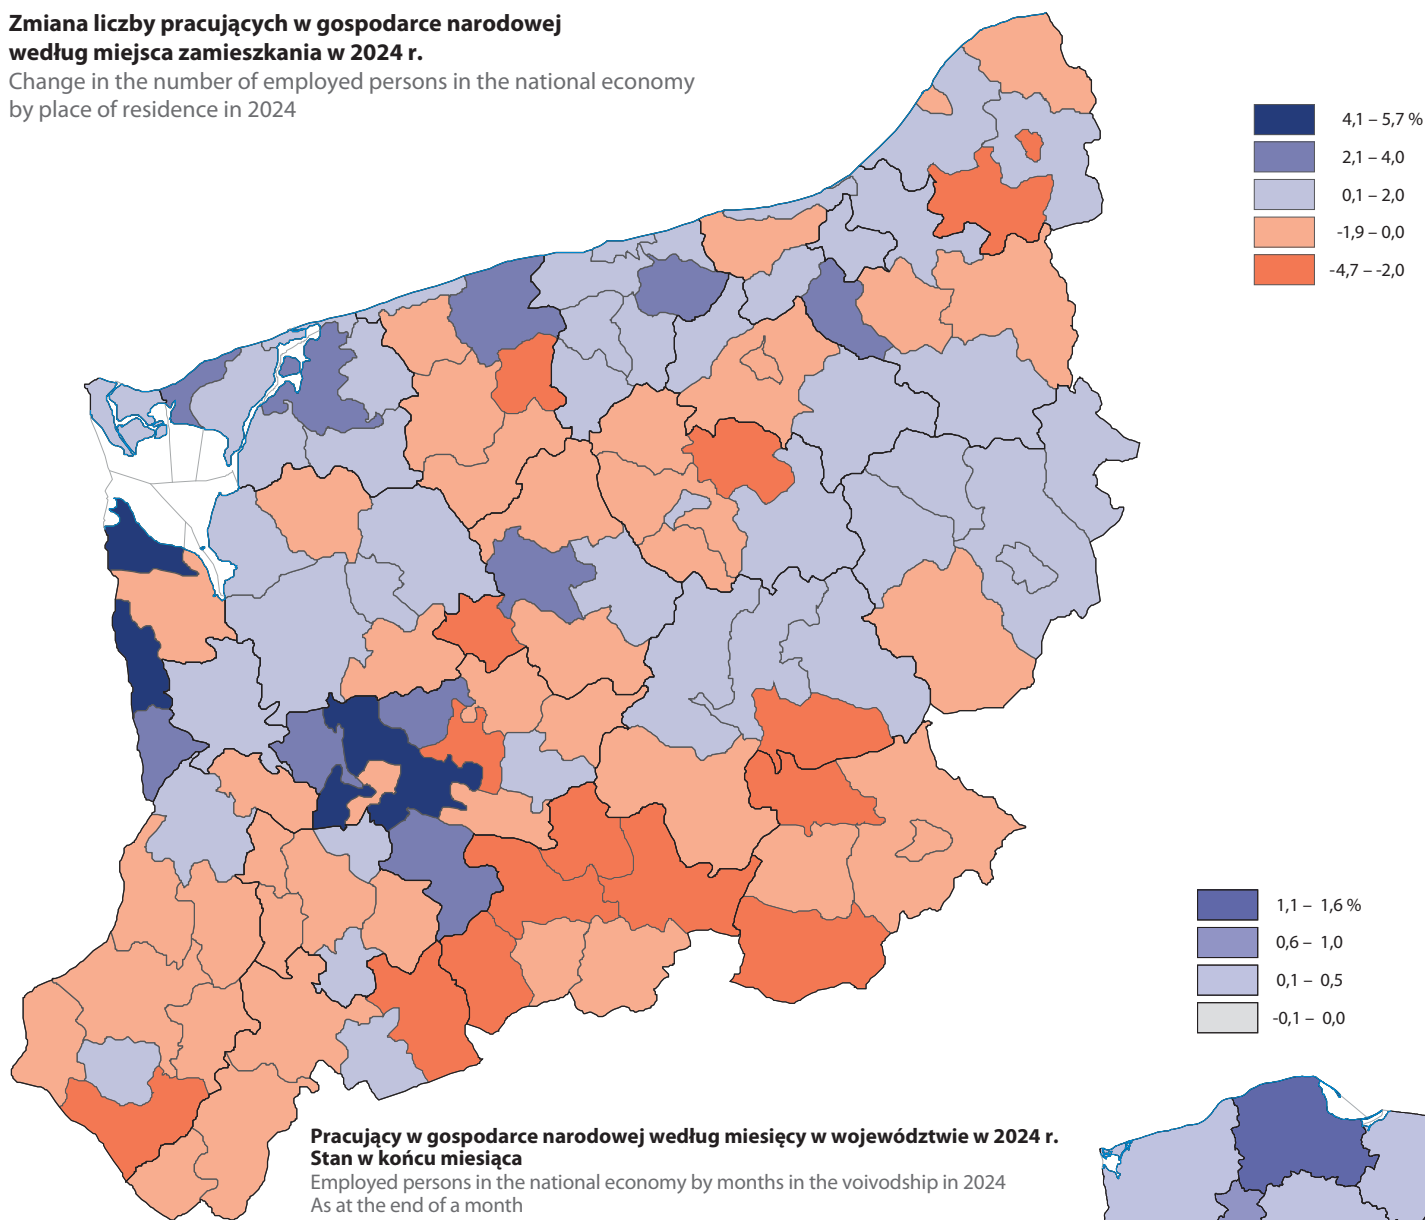 Zmiana liczby pracujących w gospodarce narodowej
według miejsca zamieszkania w 2024 r.
Change in the number of employed persons in the national economy
by place of residence in 2024
4,1 – 5,7 %
2,1 – 4,0
0,1 – 2,0
-1,9 – 0,0
-4,7 – -2,0
1,1 – 1,6 %
0,6 – 1,0
0,1 – 0,5
-0,1 – 0,0
Pracujący w gospodarce narodowej według miesięcy w województwie w 2024 r.
Stan w końcu miesiąca
Employed persons in the national economy by months in the voivodship in 2024
As at the end of a month